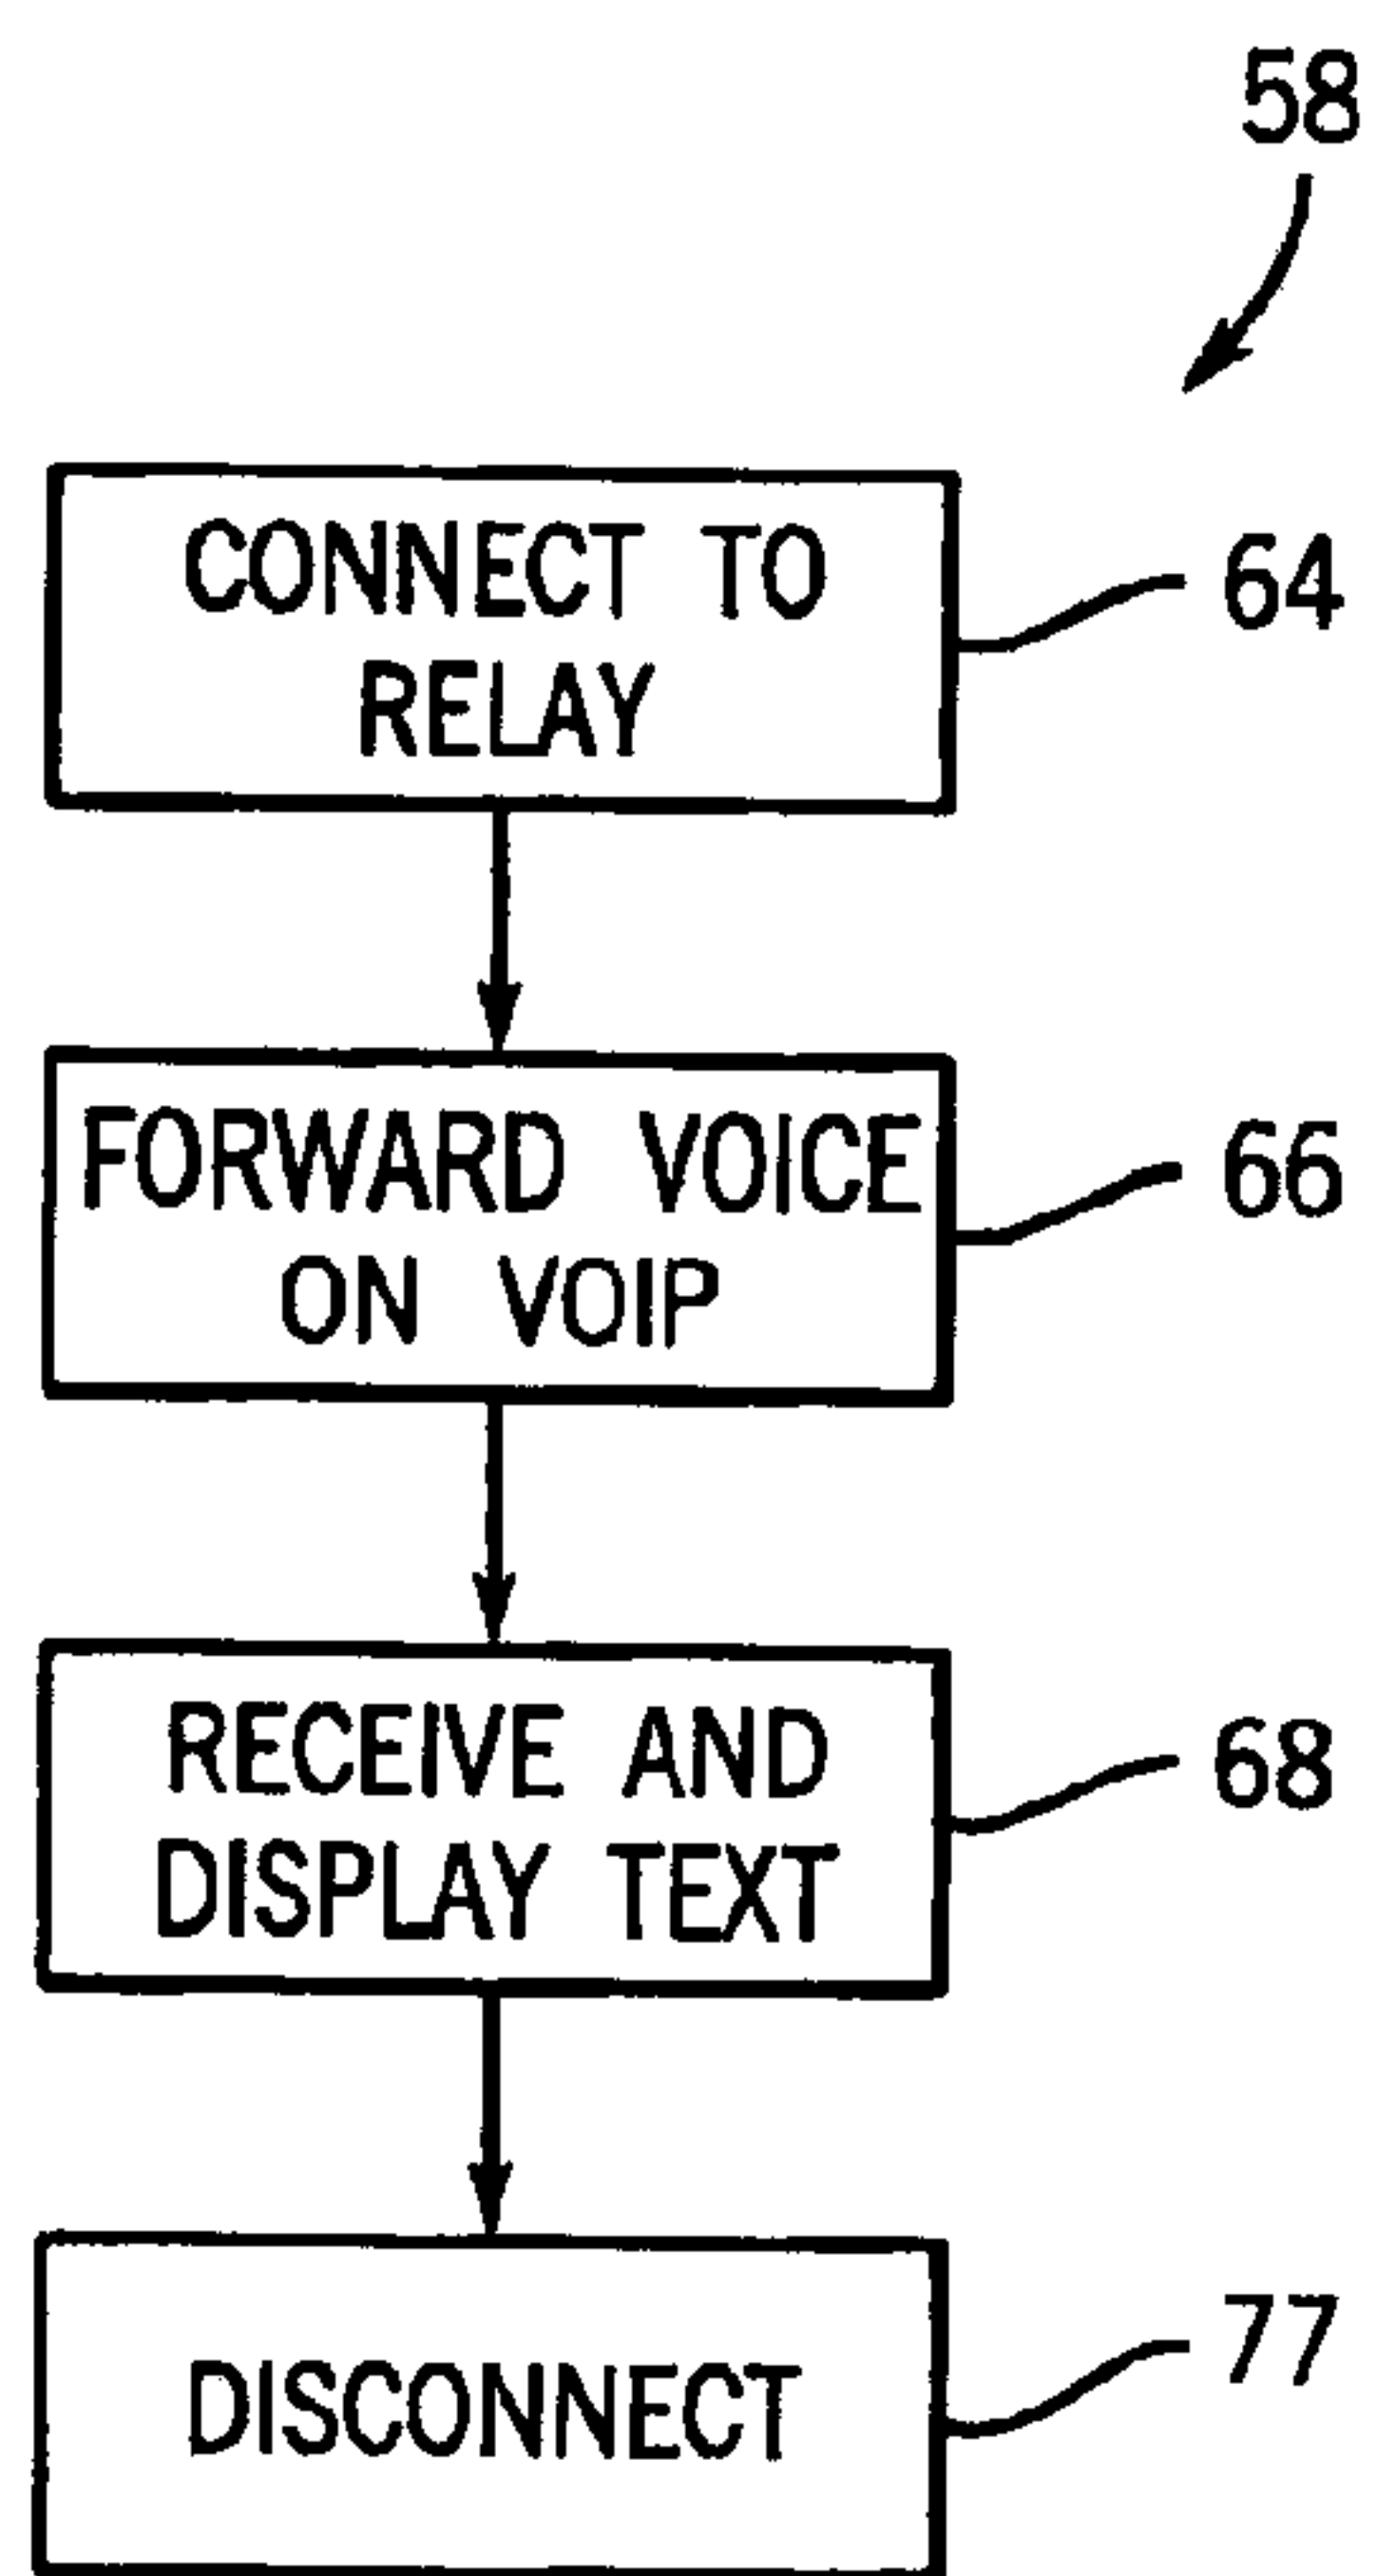 58
CONNECT TO
RELAY
64
FORWARD VOICE
ON VOIP
66
RECEIVE AND
DISPLAY TEXT
68
DISCONNECT
77